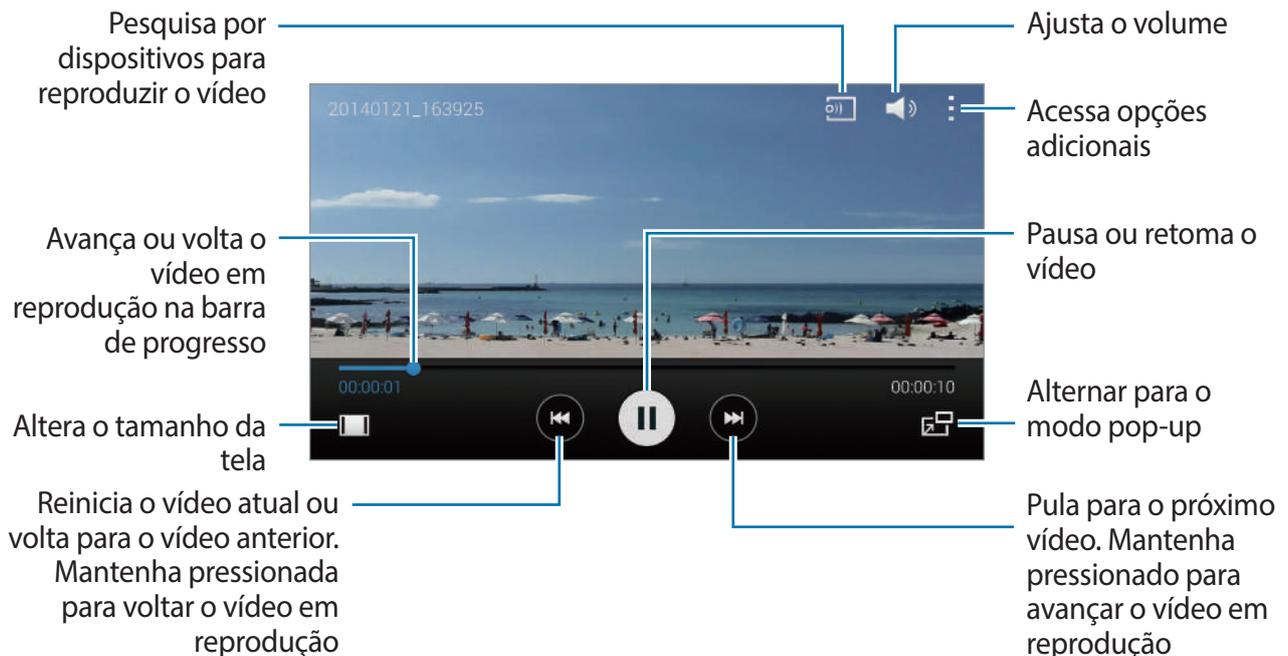 Pesquisa por
dispositivos para
reproduzir o vídeo
Ajusta o volume
20140121_163925
Acessa opções
adicionais
Avança ou volta o
vídeo em
reprodução na barra
de progresso
Pausa ou retoma o
vídeo
00:00:01
00:00:10
Altera o tamanho da
tela
Alternar para o
modo pop-up
Reinicia o vídeo atual ou
volta para o vídeo anterior.
Mantenha pressionada
para voltar o vídeo em
reprodução
Pula para o próximo
vídeo. Mantenha
pressionado para
avançar o vídeo em
reprodução